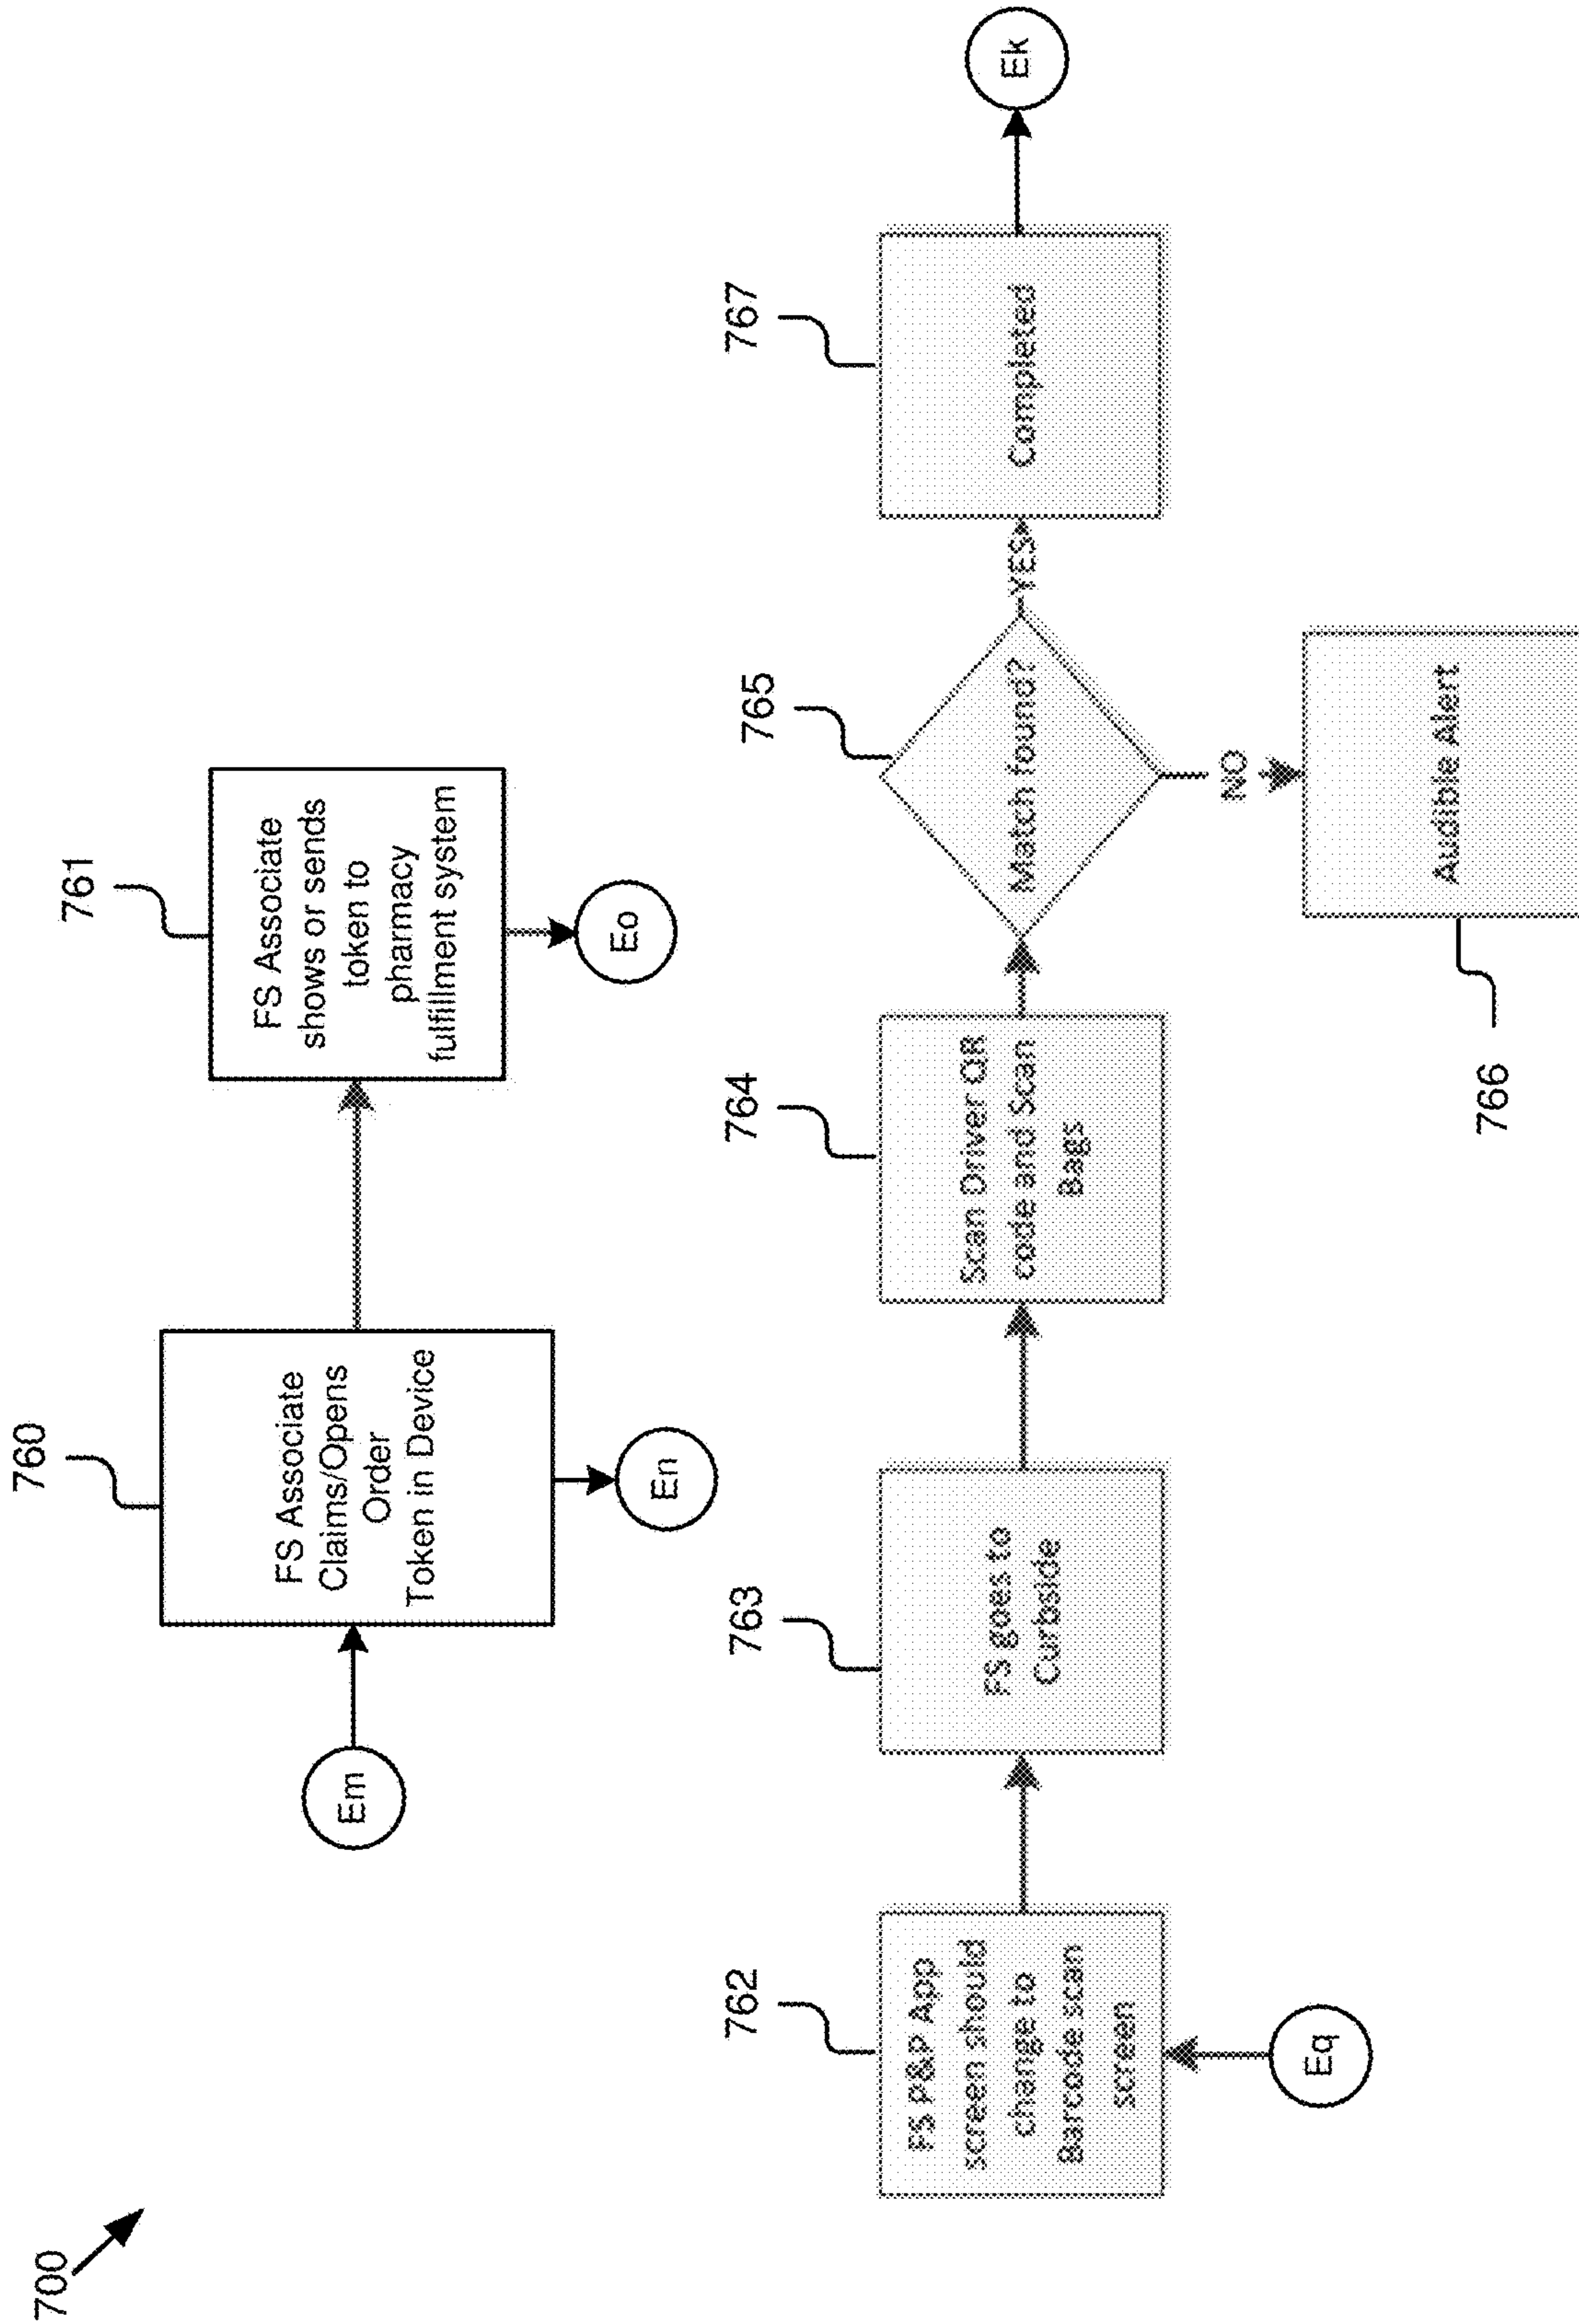 700
760
FS Associate
Claims/Opens
Order
Token in Device
761
FS Associate
shows or sends
token to
pharmacy
fulfillment system
Em
En
Eo
762
FS P&P App
screen should
change to
Barcode scan
screen
763
FS goes to
Curbside
764
Scan Driver QR
code and Scan
Bags
765
Match found?
YES
767
Completed
Ek
NO
Audible Alert
766
Eq